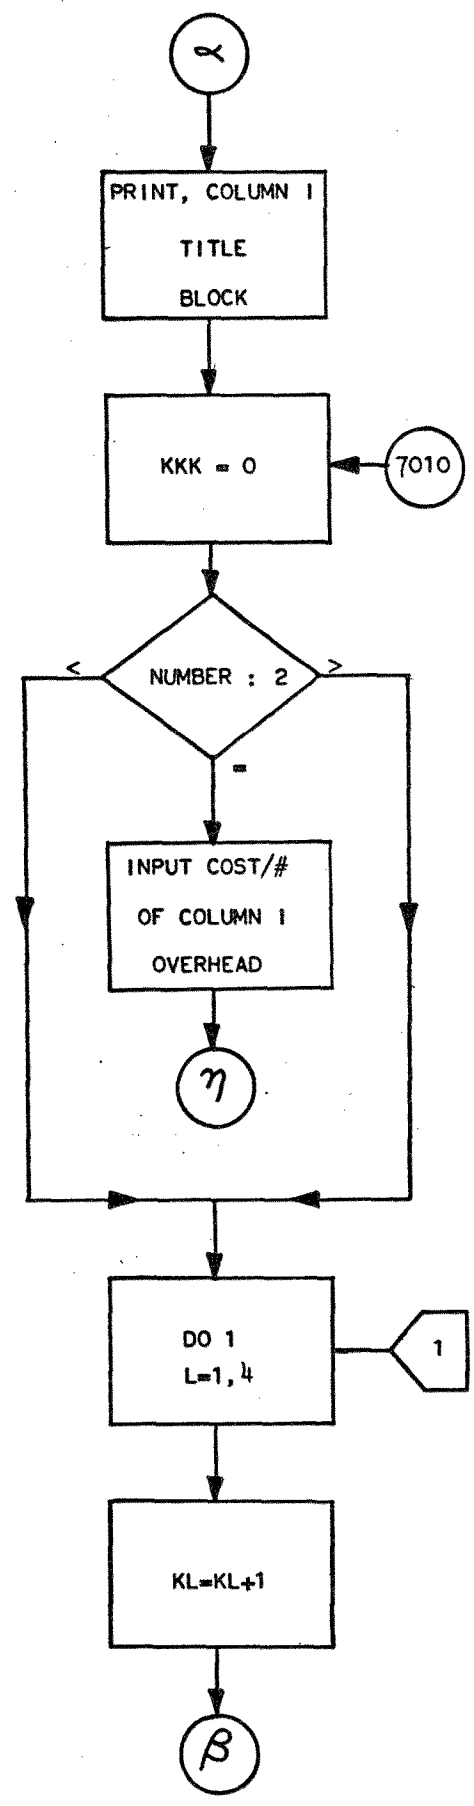 α
PRINT, COLUMN 1
TITLE
BLOCK
KKK = 0
7010
<
NUMBER : 2
>
=
INPUT COST/#
OF COLUMN 1
OVERHEAD
η
DO 1
L=1,4
1
KL=KL+1
β